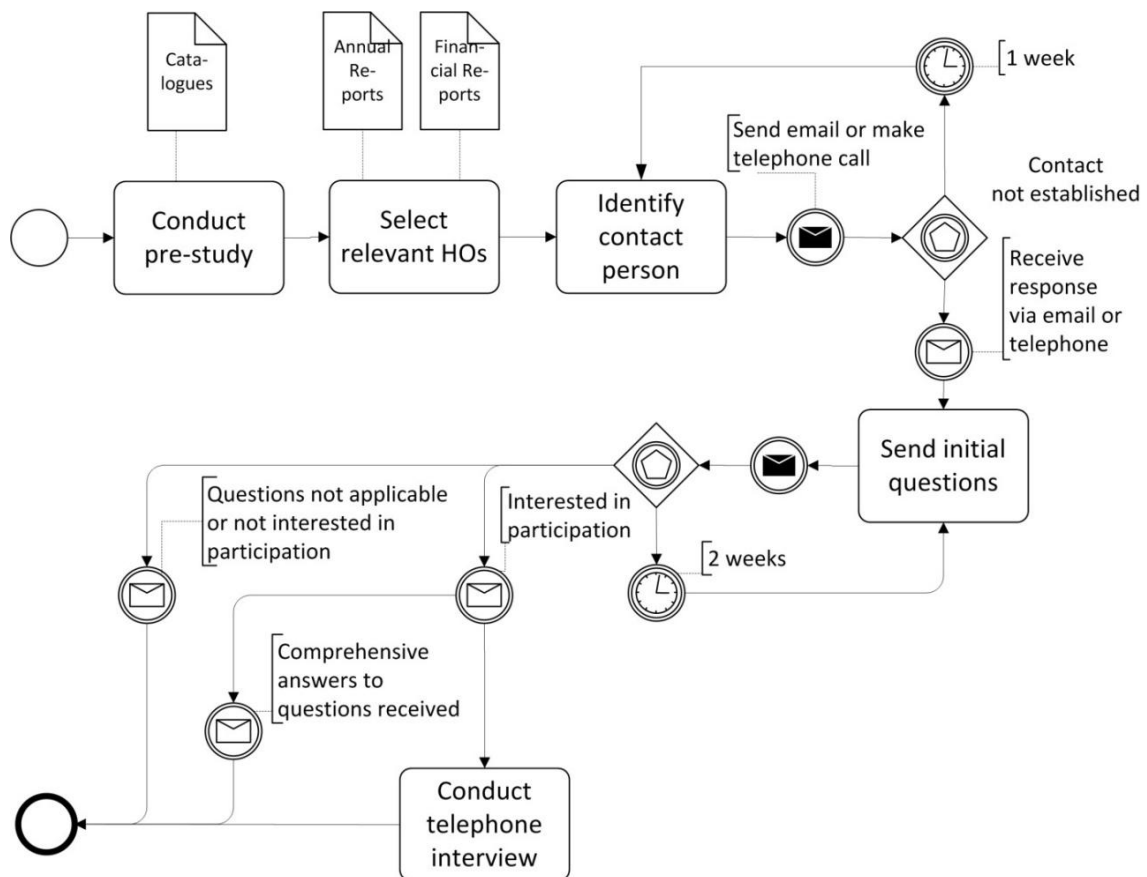 Cata-
logues
Annual
Re-
ports
Finan-
cial Re-
ports
1 week
Send email or make
telephone call
Contact
not established
Conduct
pre-study
Select
relevant HOs
Identify
contact
person
Receive
response
via email or
telephone
Send initial
questions
Questions not applicable
or not interested in
participation
Interested in
participation
2 weeks
Comprehensive
answers to
questions received
Conduct
telephone
interview